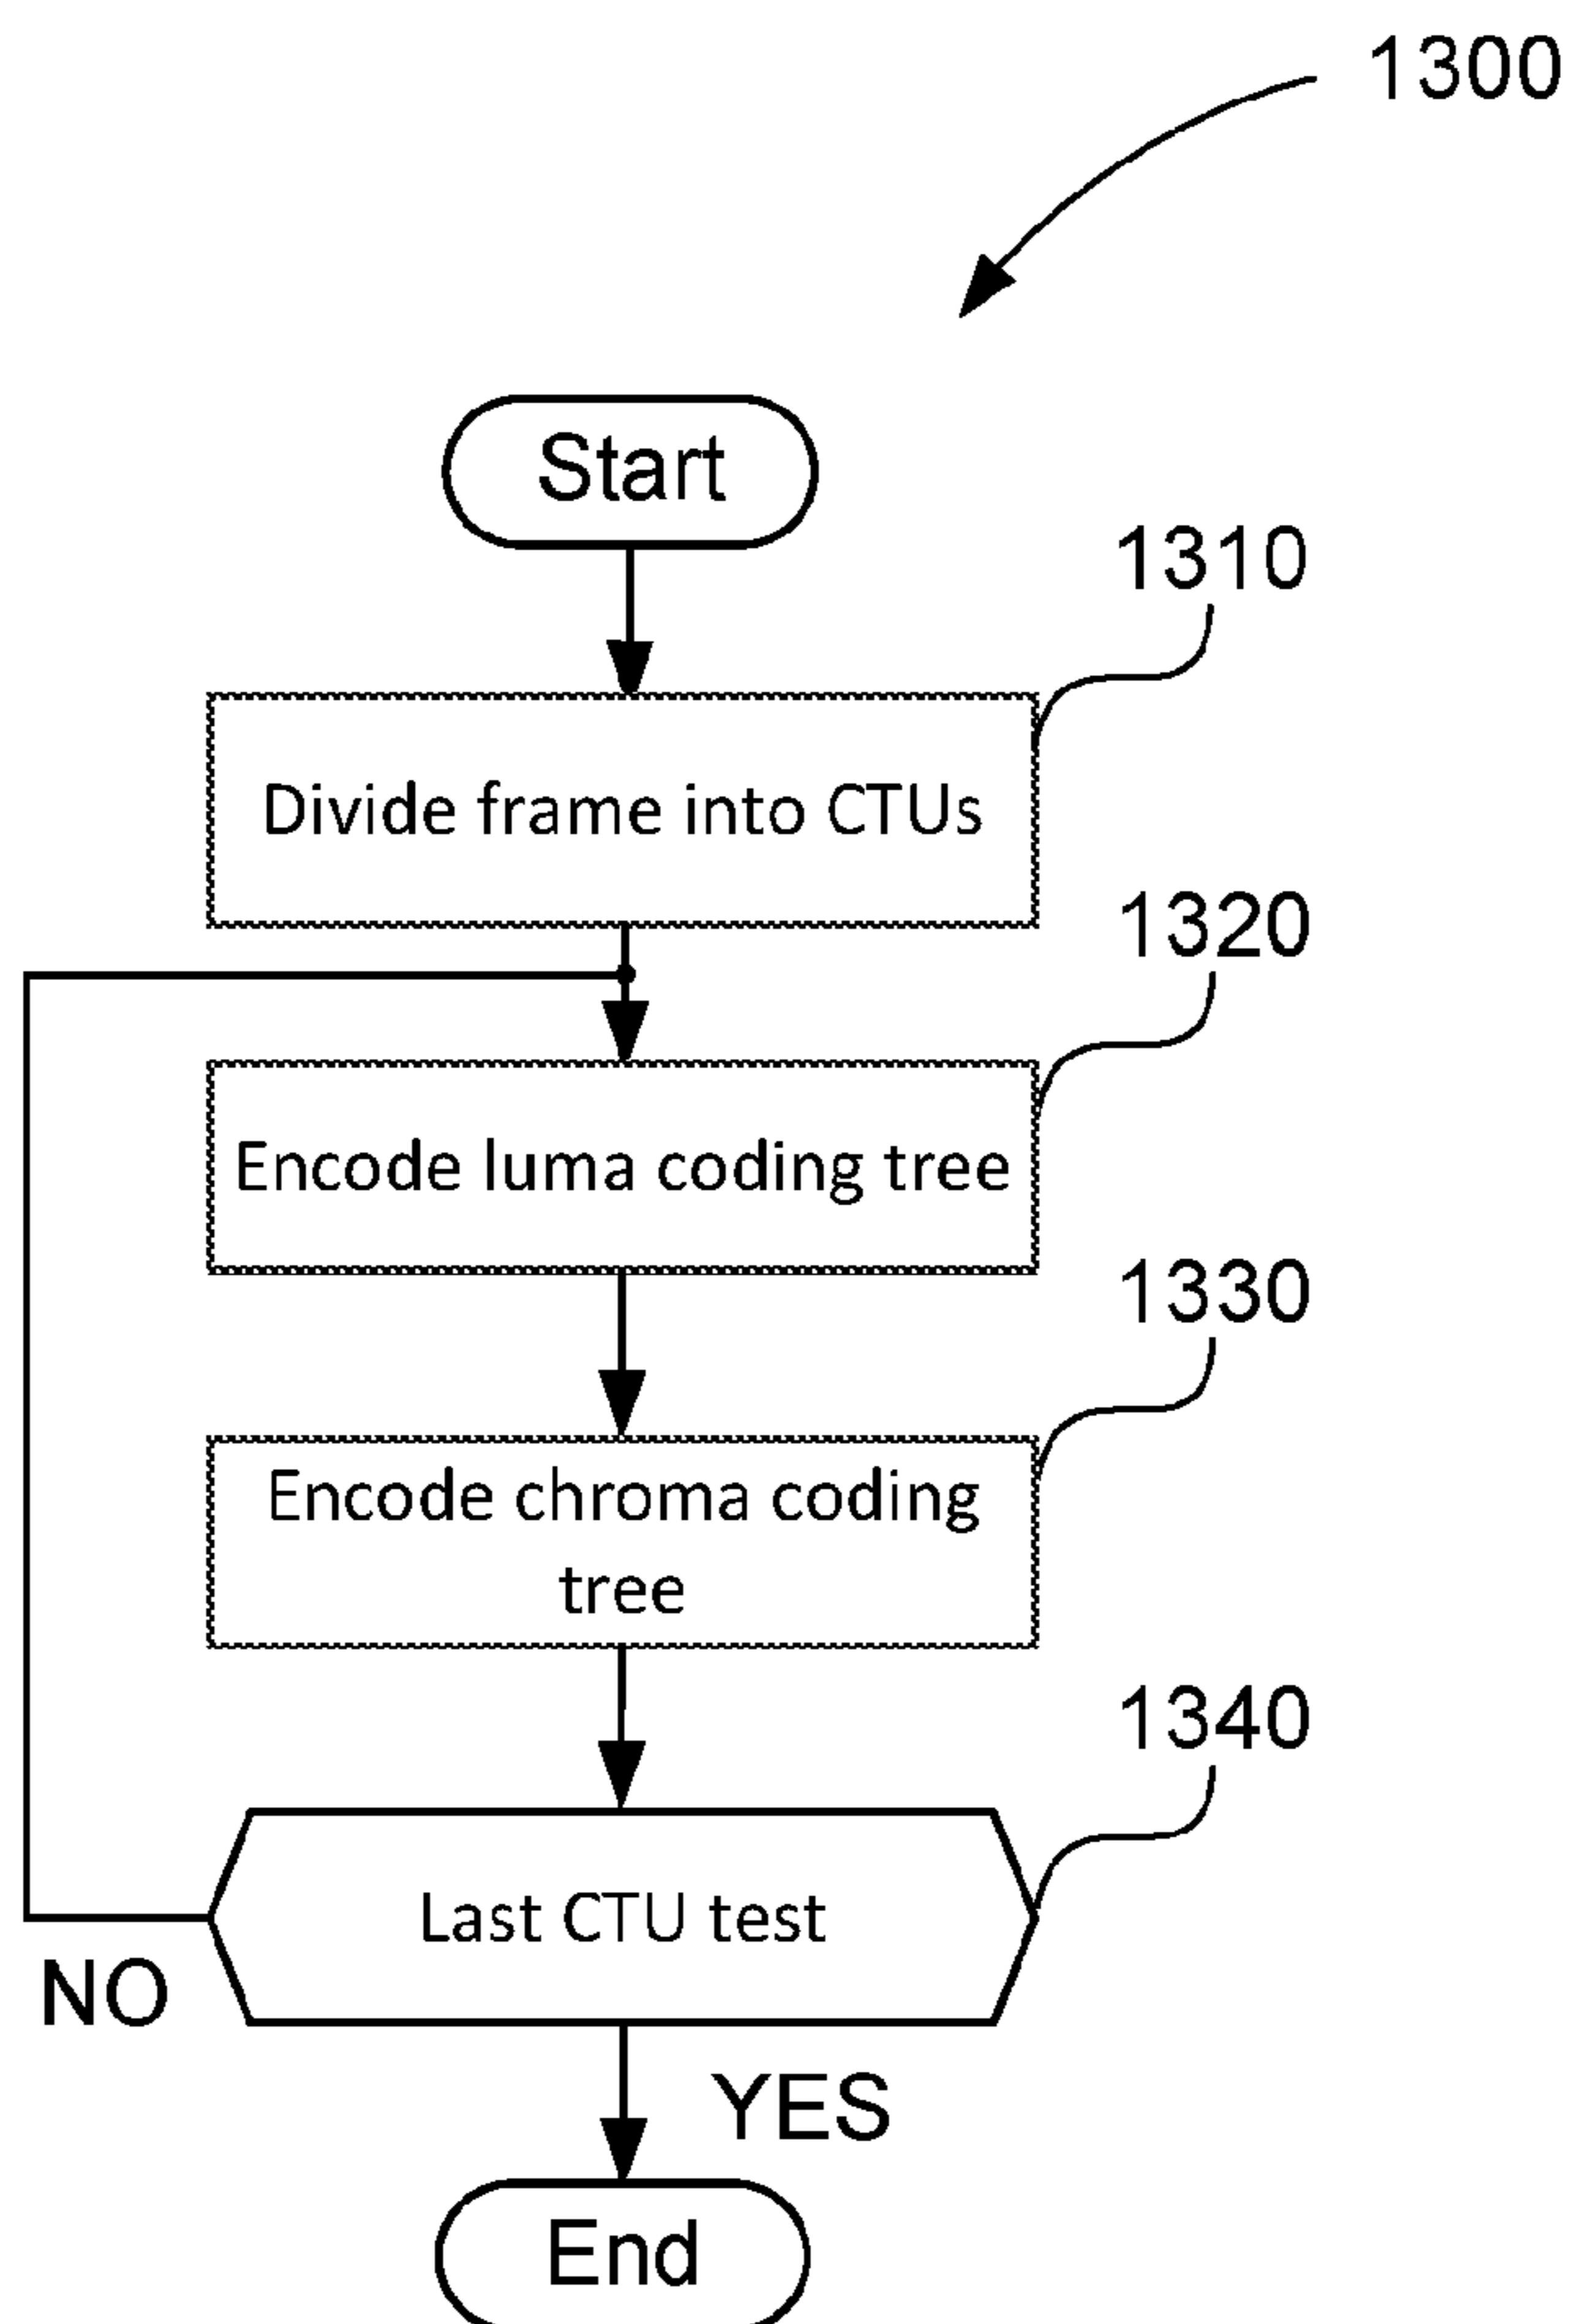 1300
Start
1310
Divide frame into CTUs
1320
Encode luma coding tree
1330
Encode chroma coding
tree
1340
Last CTU test
NO
YES
End